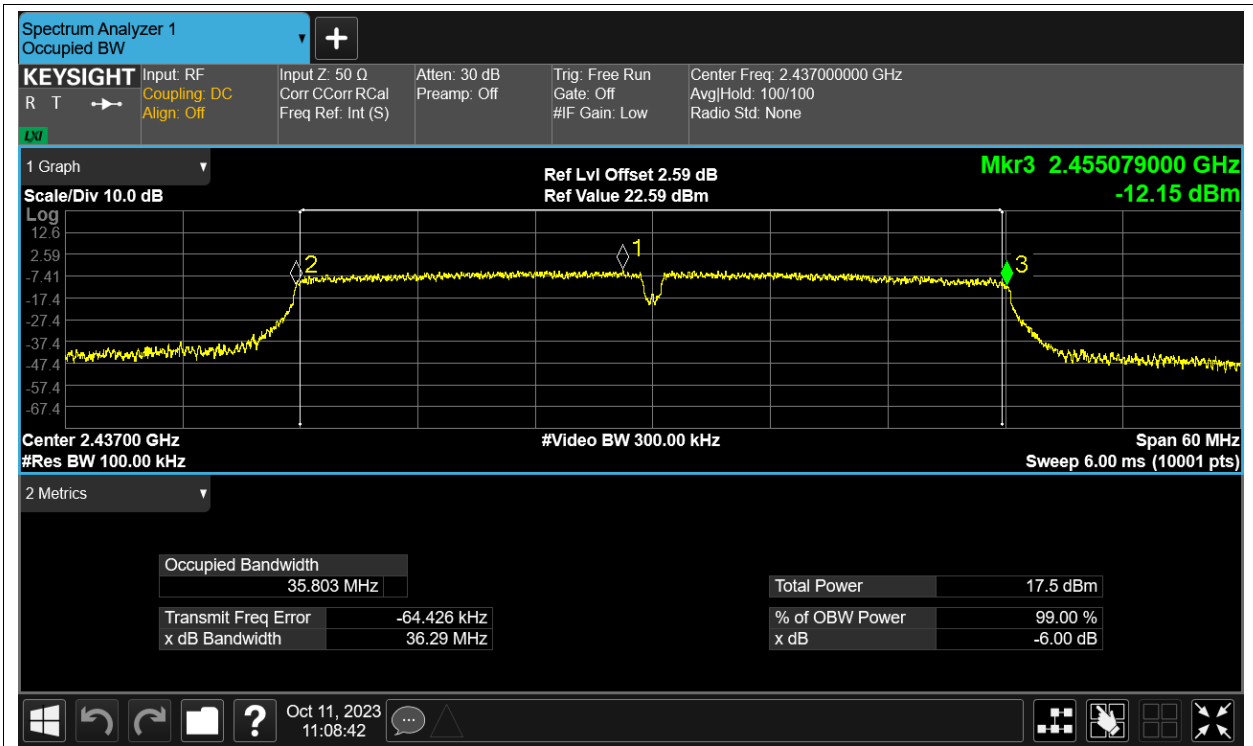 Spectrum Analyzer 1
Occupied BW
+
KEYSIGHT
R T
LXI
Input: RF
Coupling: DC
Align: Off
Input Z: 50 Ω
Corr CCorr RCal
Freq Ref: Int (S)
Atten: 30 dB
Preamp: Off
Trig: Free Run
Gate: Off
#IF Gain: Low
Center Freq: 2.437000000 GHz
Avg|Hold: 100/100
Radio Std: None
1 Graph
Scale/Div 10.0 dB
Ref Lvl Offset 2.59 dB
Ref Value 22.59 dBm
Mkr3 2.455079000 GHz
-12.15 dBm
Log
12.6
2.59
-7.41
-17.4
-27.4
-37.4
-47.4
-57.4
-67.4
2
1
3
Center 2.43700 GHz
#Video BW 300.00 kHz
Span 60 MHz
#Res BW 100.00 kHz
Sweep 6.00 ms (10001 pts)
2 Metrics
Occupied Bandwidth
35.803 MHz
Total Power 17.5 dBm
Transmit Freq Error -64.426 kHz
% of OBW Power 99.00 %
x dB Bandwidth 36.29 MHz
x dB -6.00 dB
?
Oct 11, 2023
11:08:42